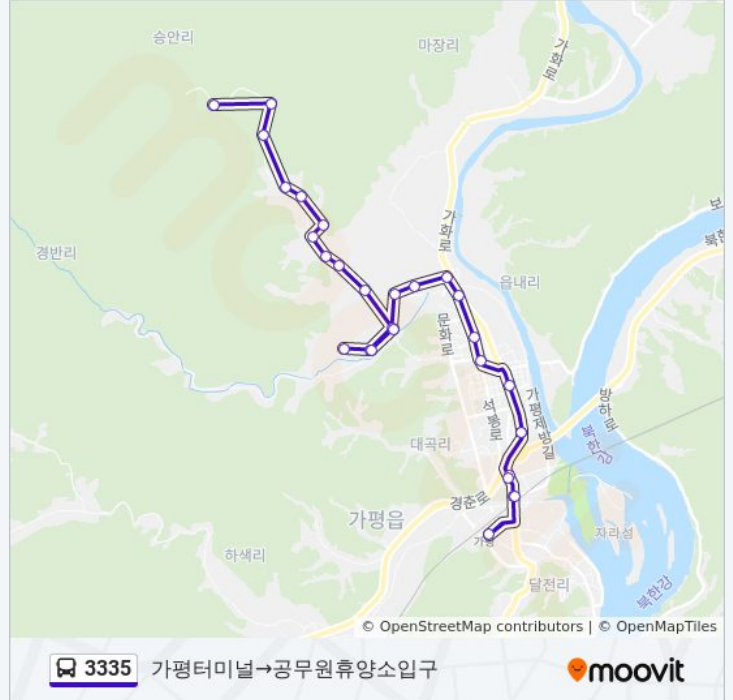 승안리
마장리
가화로
보
북한
가화로
경반리
읍내리
문화로
방하로
가평제방길
석봉로
북한강
대곡리
경춘로
가평읍
자라섬
가평
하색리
달전리
북한강
© OpenStreetMap contributors | © OpenMapTiles
3335 가평터미널→공무원휴양소입구
moovit